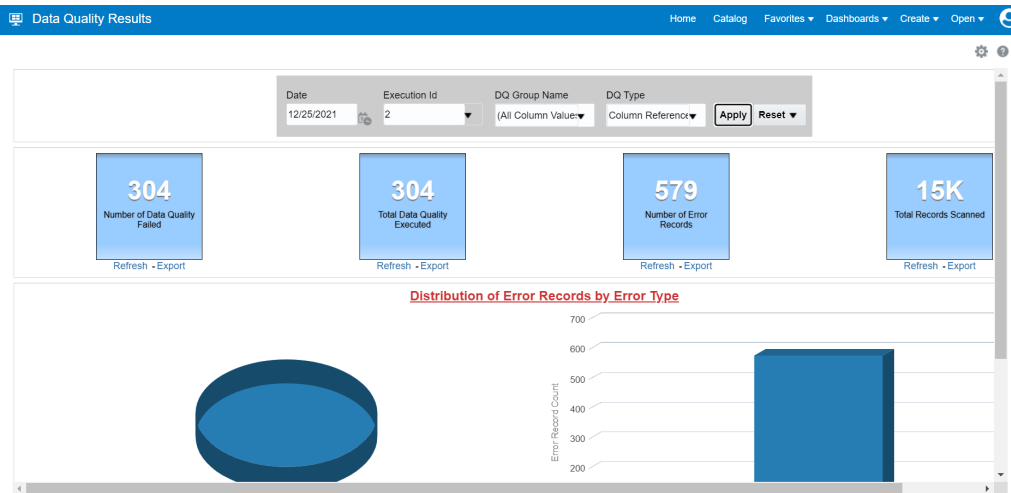 Data Quality Results
Home Catalog Favorites Dashboards Create Open
Date Execution Id DQ Group Name DQ Type
12/25/2021 2 (All Column Value: Column Reference Apply Reset
304
Number of Data Quality
Failed
Refresh - Export
304
Total Data Quality
Executed
Refresh - Export
579
Number of Error
Records
Refresh - Export
15K
Total Records Scanned
Refresh - Export
Distribution of Error Records by Error Type
700
600
500
400
300
200
Error Record Count